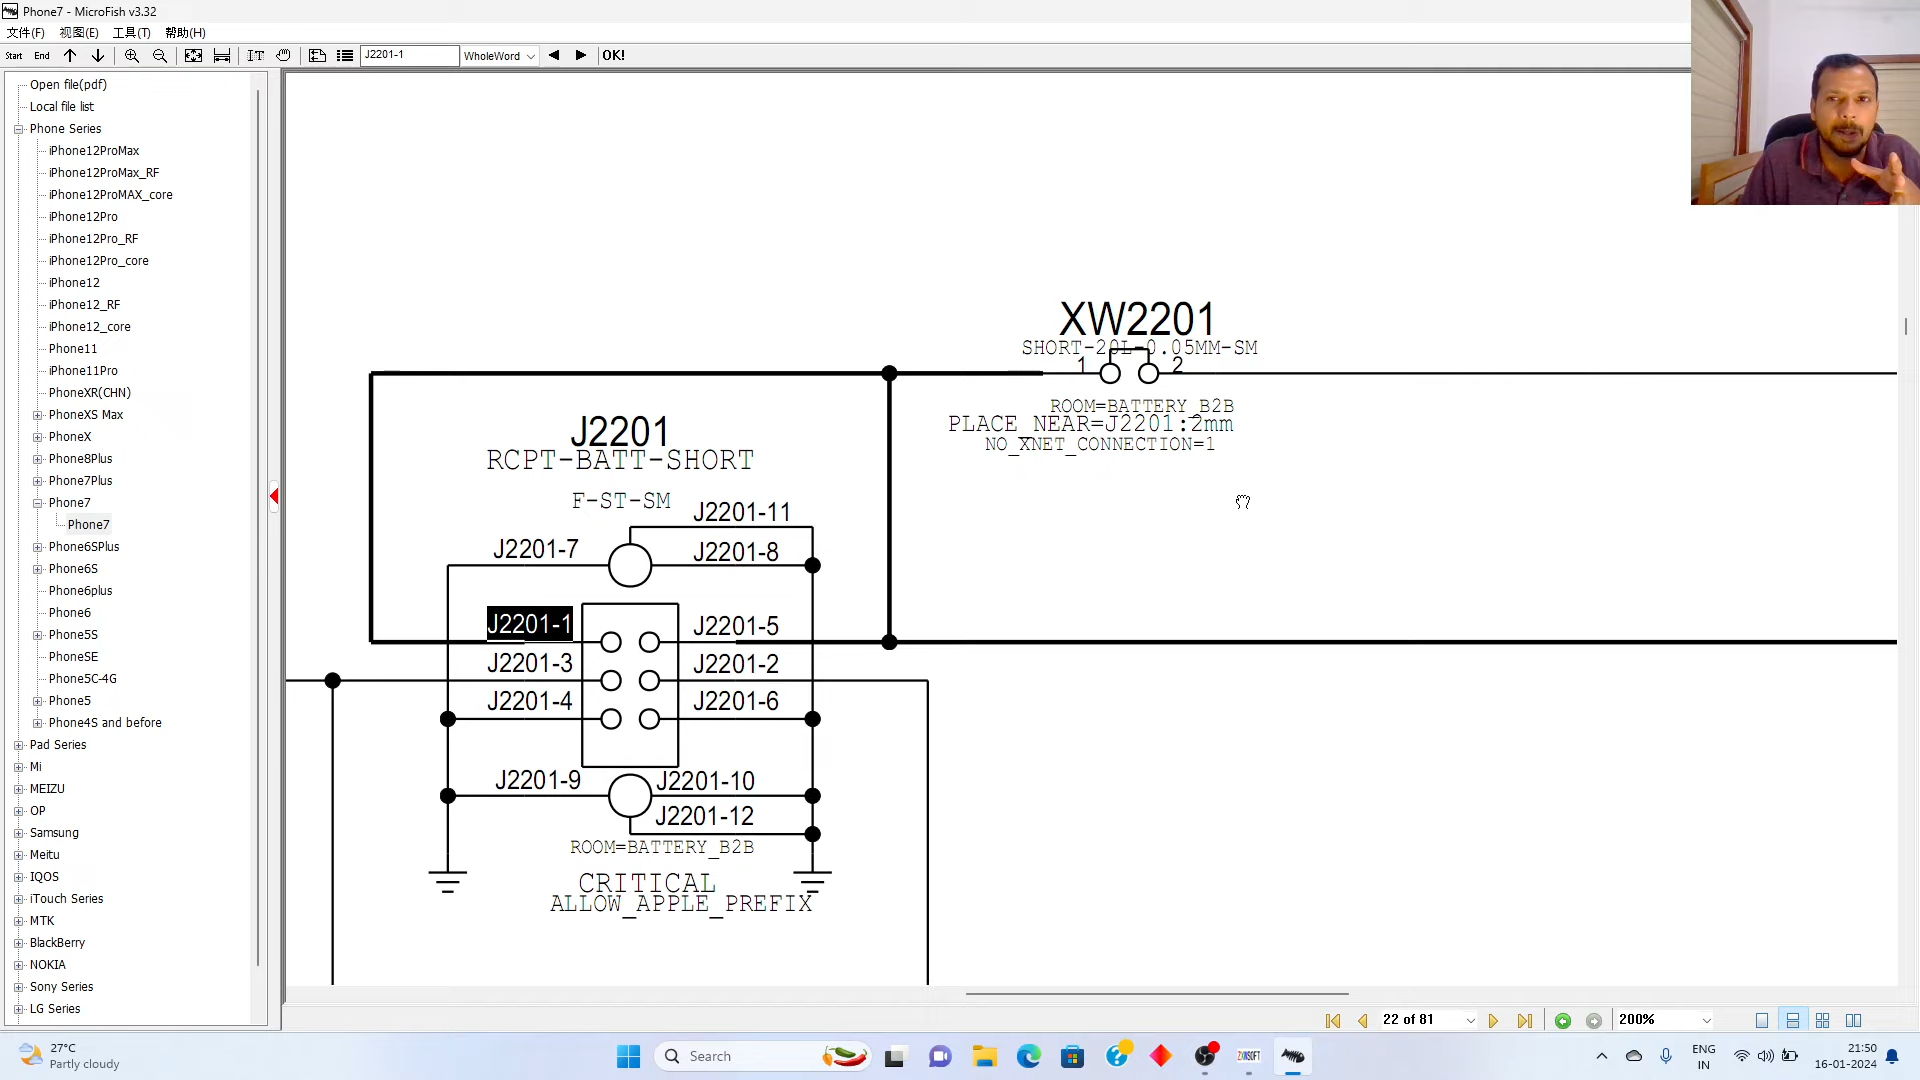 Phone7 - MicroFish v3.32
文件(F) 视图(E) 工具(T) 帮助(H)
Start End IT J2201-1 WholeWord OK!
Open file(pdf)
Local file list
Phone Series
iPhone12ProMax
iPhone12ProMax_RF
iPhone12ProMAX_core
iPhone12Pro
iPhone12Pro_RF
iPhone12Pro_core
iPhone12
iPhone12_RF
iPhone12_core
Phone11
iPhone11Pro
PhoneXR(CHN)
PhoneXS Max
PhoneX
Phone8Plus
Phone7Plus
Phone7
Phone7
Phone6SPlus
Phone6S
Phone6plus
Phone6
Phone5S
PhoneSE
Phone5C-4G
Phone5
Phone4S and before
Pad Series
Mi
MEIZU
OP
Samsung
Meitu
IQOS
iTouch Series
MTK
BlackBerry
NOKIA
Sony Series
LG Series
XW2201
SHORT-20L-0.05MM-SM
1 2
ROOM=BATTERY_B2B
PLACE_NEAR=J2201:2mm
NO_XNET_CONNECTION=1
J2201
RCPT-BATT-SHORT
F-ST-SM
J2201-11
J2201-7 J2201-8
J2201-1 J2201-5
J2201-3 J2201-2
J2201-4 J2201-6
J2201-9 J2201-10
J2201-12
ROOM=BATTERY_B2B
CRITICAL
ALLOW_APPLE_PREFIX
22 of 81 200%
27°C
Partly cloudy
Search
ZXWSOFT
ENG
IN
21:50
16-01-2024